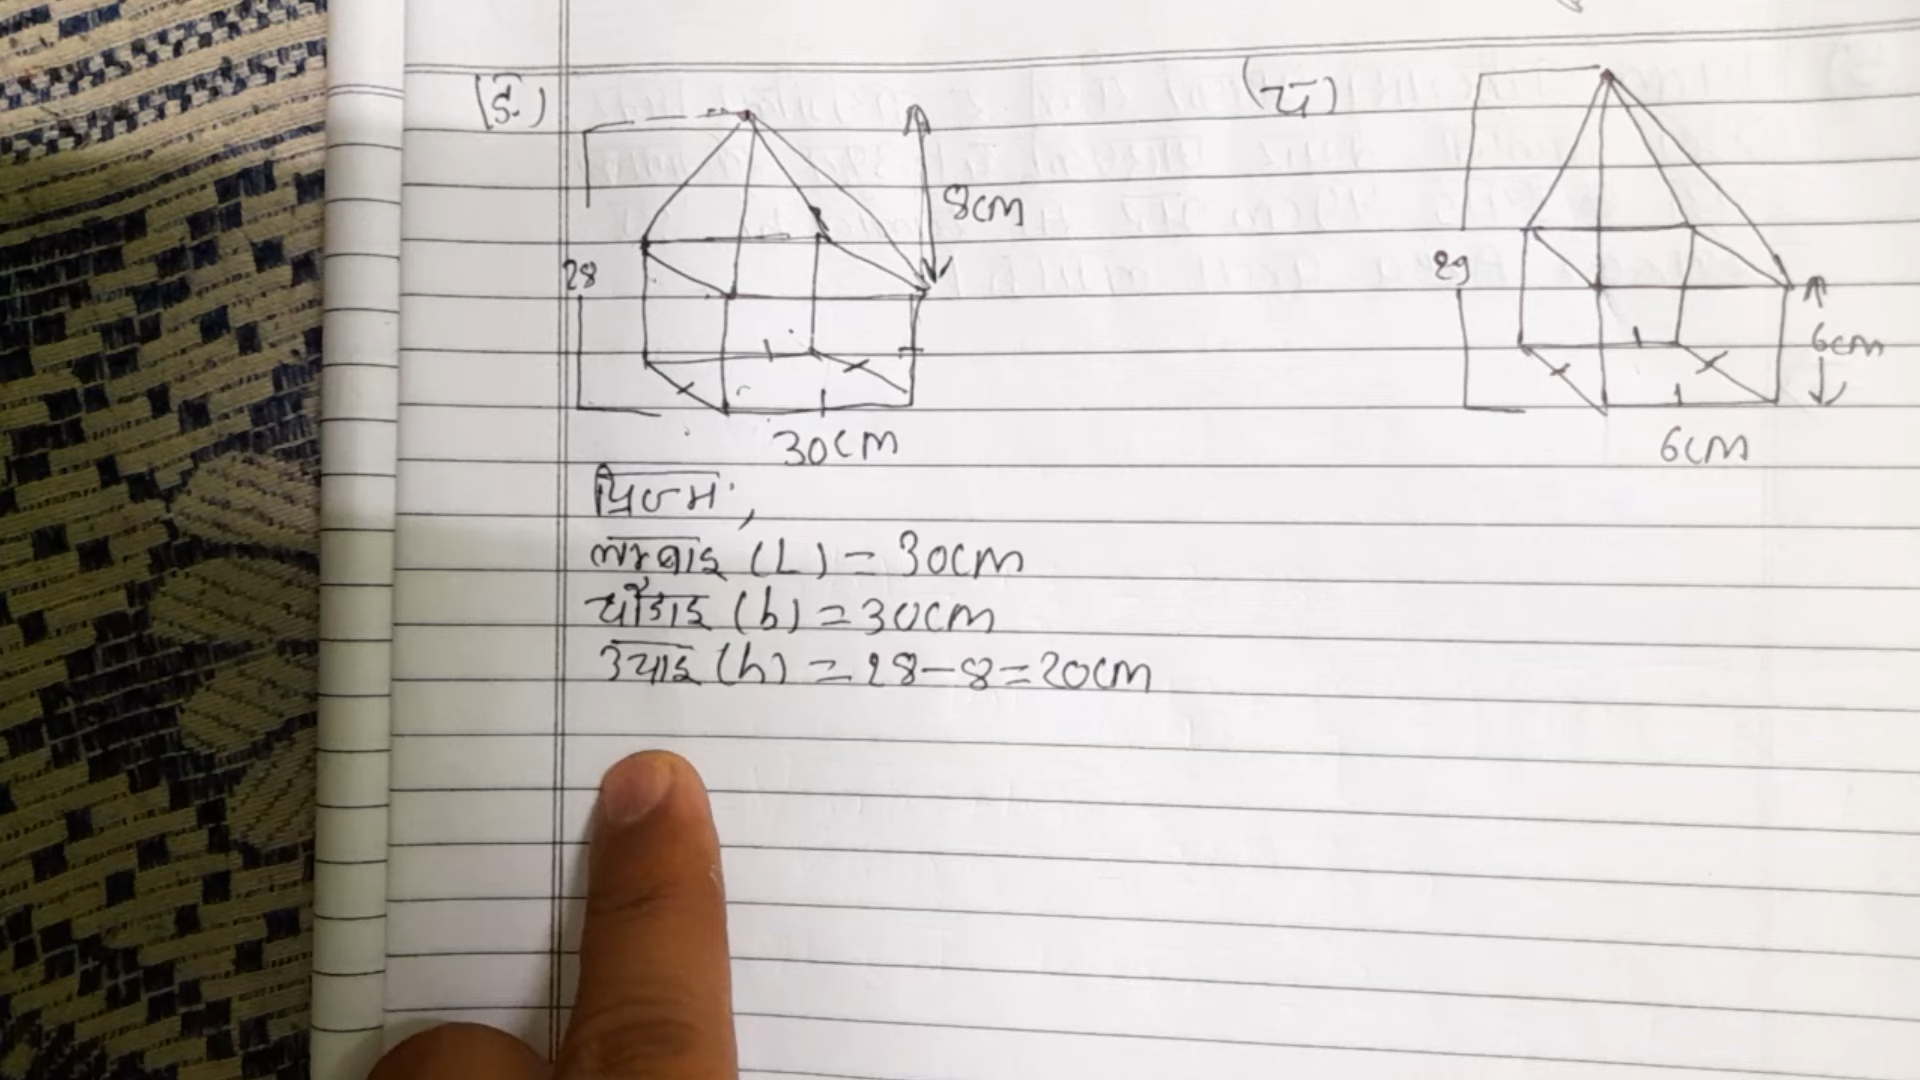 (ङ) (च)
8cm
28 29
6cm
30cm 6cm
प्रिज्म,
लम्बाइ (L) = 30cm
चौडाइ (b) = 30cm
उचाइ (h) = 28-8=20cm